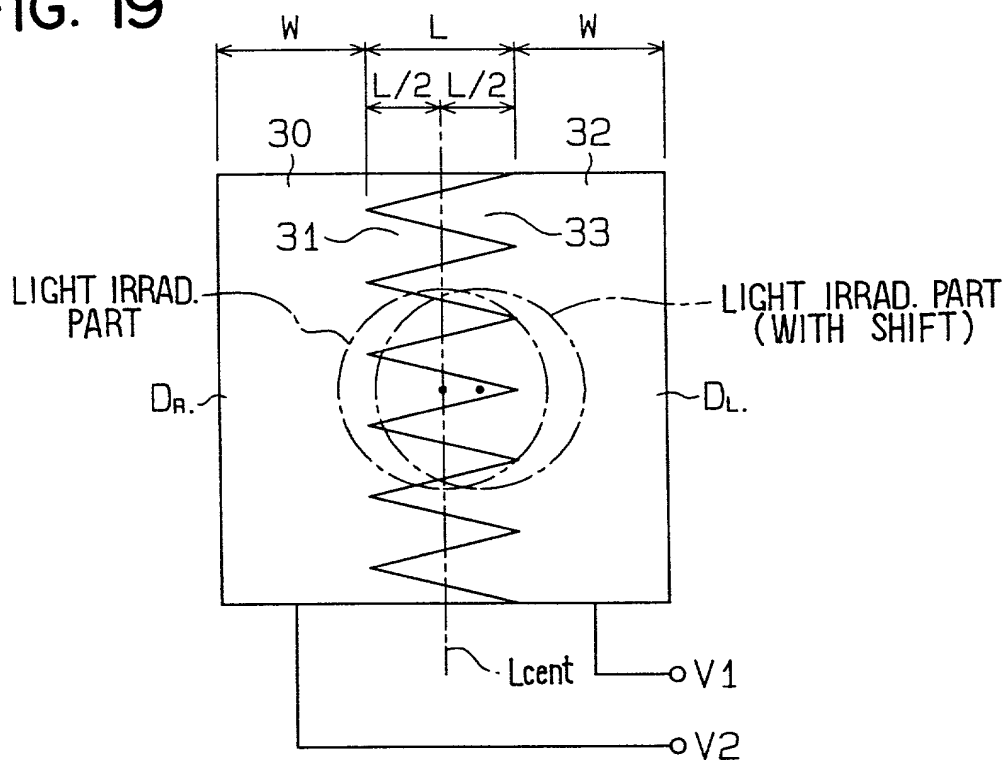 FIG. 19
W L W
L/2 L/2
30 32
31 33
LIGHT IRRAD.
PART
LIGHT IRRAD. PART
(WITH SHIFT)
DR. DL.
Lcent
V1
V2